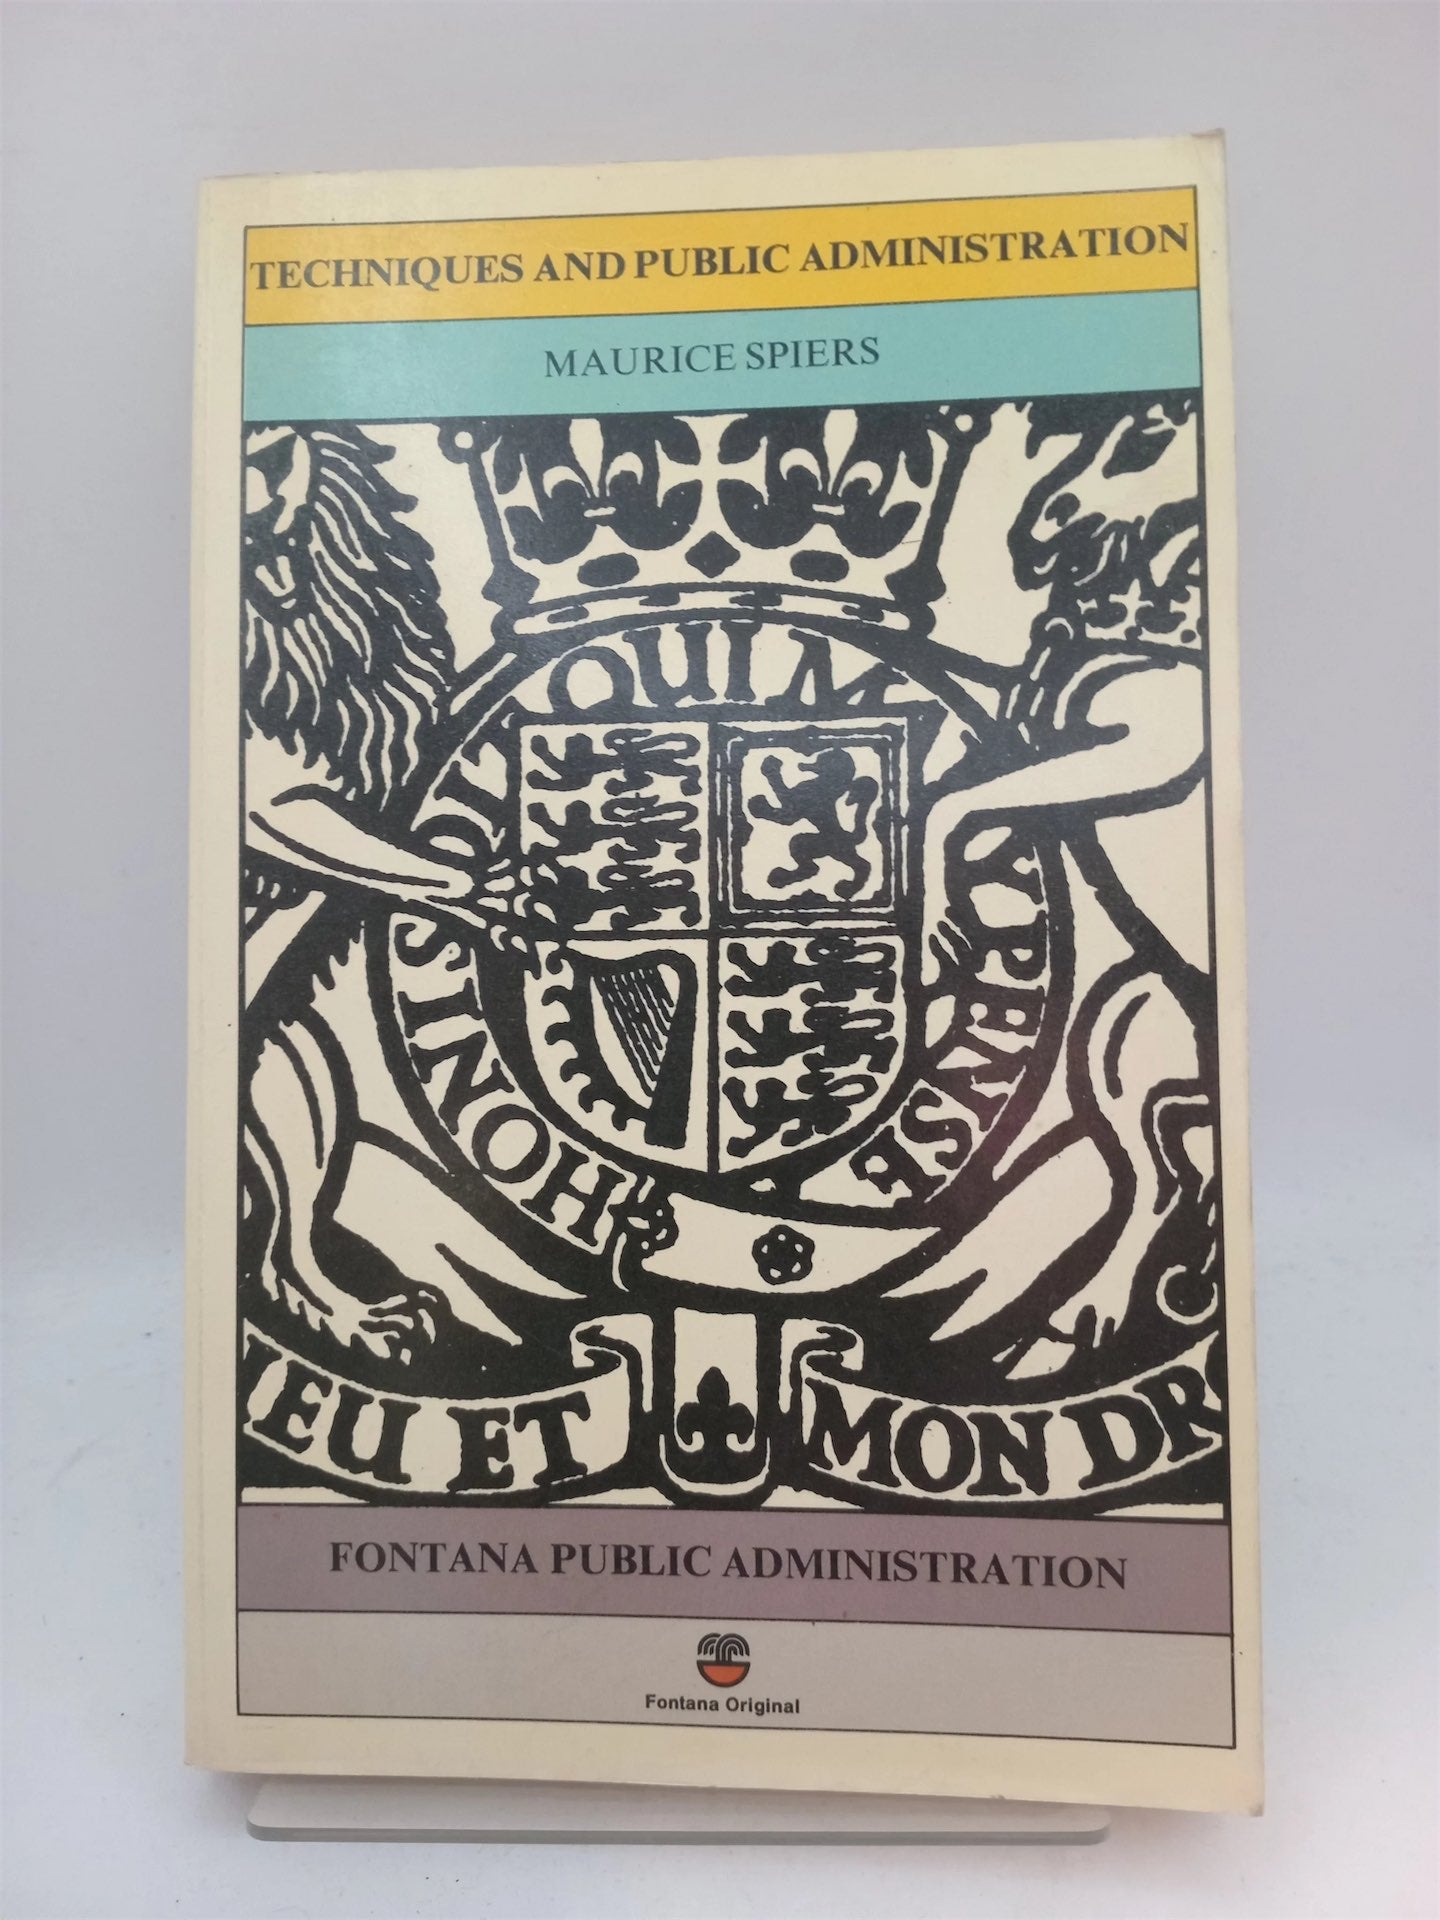 TECHNIQUES AND PUBLIC ADMINISTRATION
MAURICE SPIERS
HONI SOIT QUI M Y PENSE
IEU ET MON DR
FONTANA PUBLIC ADMINISTRATION
Fontana Original